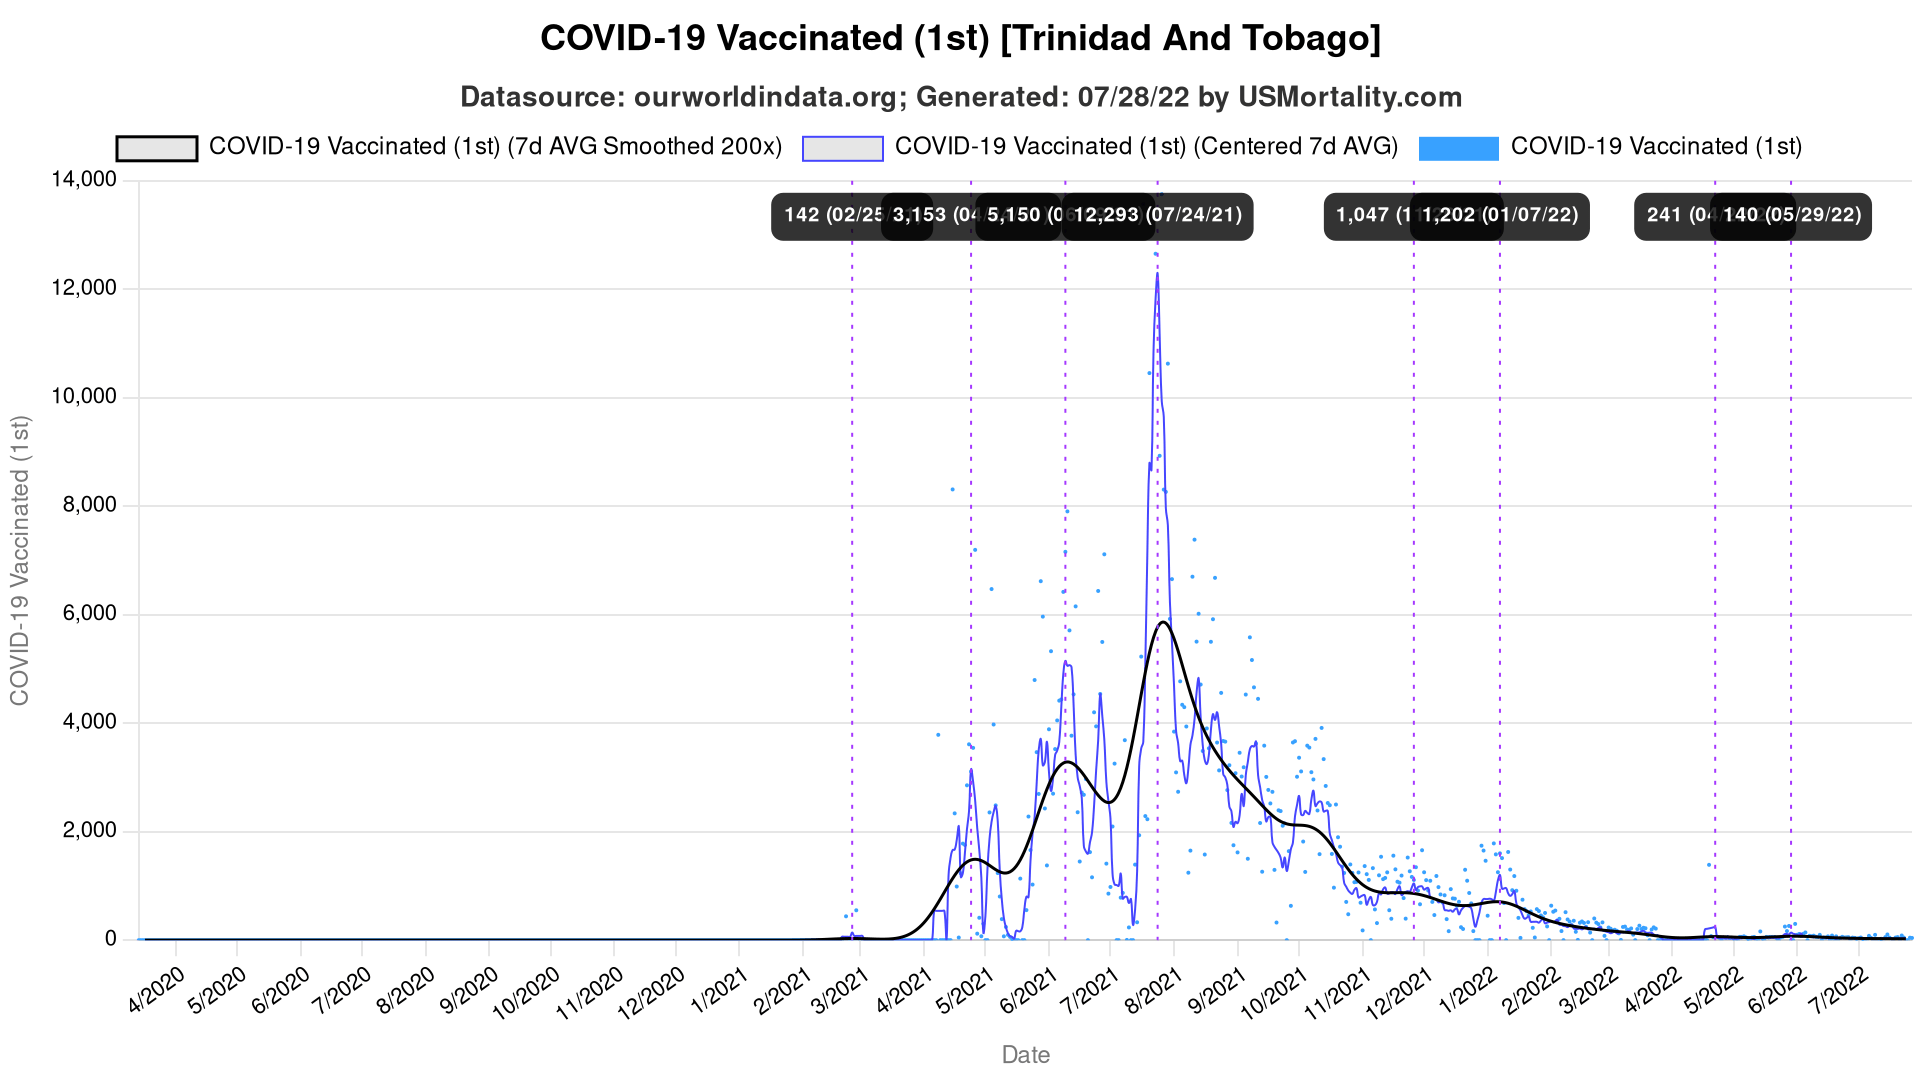 COVID-19 Vaccinated (1st) [Trinidad And Tobago]
Datasource: ourworldindata.org; Generated: 07/28/22 by USMortality.com
COVID-19 Vaccinated (1st) (7d AVG Smoothed 200x) COVID-19 Vaccinated (1st) (Centered 7d AVG) COVID-19 Vaccinated (1st)
14,000
142 (02/25 3,153 (04 5,150 (0 12,293 (07/24/21) 1,047 (11 1,202 (01/07/22) 241 (04 140 (05/29/22)
12,000
10,000
8,000
6,000
4,000
2,000
0
COVID-19 Vaccinated (1st)
4/2020 5/2020 6/2020 7/2020 8/2020 9/2020 10/2020 11/2020 12/2020 1/2021 2/2021 3/2021 4/2021 5/2021 6/2021 7/2021 8/2021 9/2021 10/2021 11/2021 12/2021 1/2022 2/2022 3/2022 4/2022 5/2022 6/2022 7/2022
Date